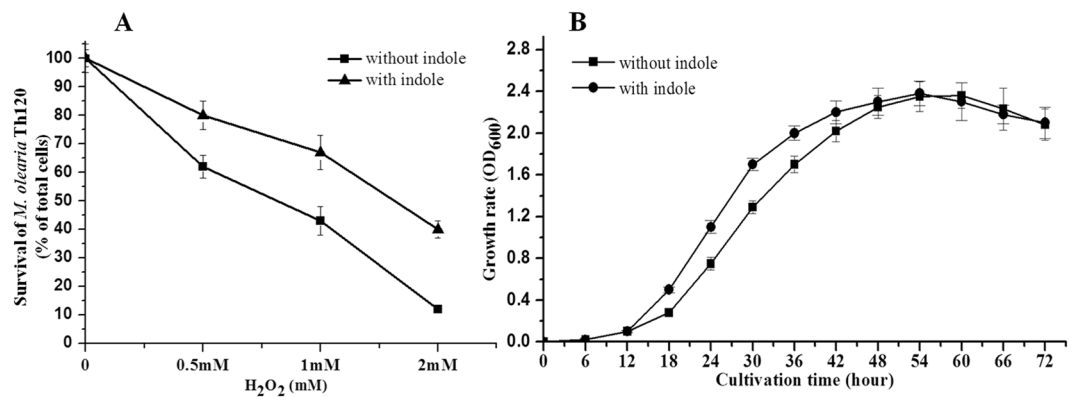 A
100
90
80
70
60
50
40
30
20
10
0
Survival of M. olearia Th120
(% of total cells)
without indole
with indole
0
0.5mM
1mM
2mM
H₂O₂ (mM)
B
2.8
2.4
2.0
1.6
1.2
0.8
0.4
0.0
Growth rate (OD₆₀₀)
without indole
with indole
0 6 12 18 24 30 36 42 48 54 60 66 72
Cultivation time (hour)